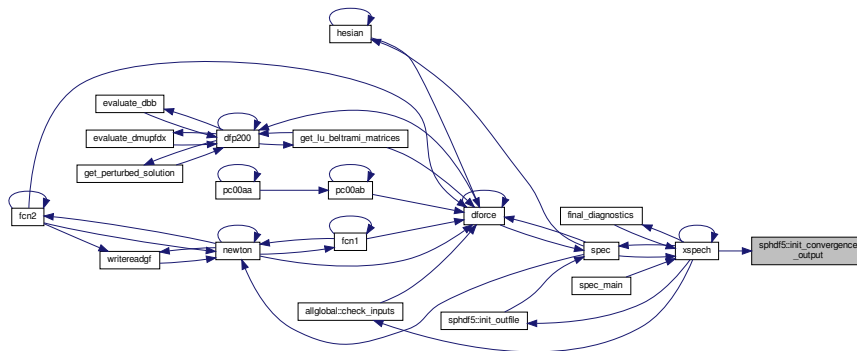 hesian
evaluate_dbb
evaluate_dmupfdx
dfp200
get_lu_beltrami_matrices
get_perturbed_solution
pc00aa
pc00ab
fcn2
dforce
final_diagnostics
fcn1
newton
writereadgf
spec
xspech
sphdf5::init_convergence
_output
spec_main
allglobal::check_inputs
sphdf5::init_outfile